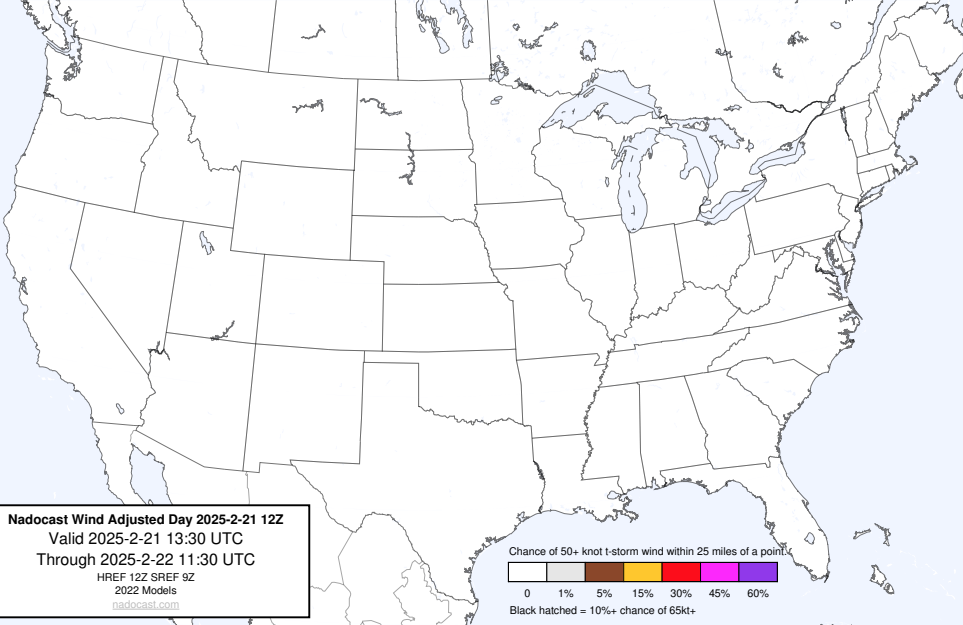 Nadocast Wind Adjusted Day 2025-2-21 12Z
Valid 2025-2-21 13:30 UTC
Through 2025-2-22 11:30 UTC
HREF 12Z SREF 9Z
2022 Models
nadocast.com
Chance of 50+ knot t-storm wind within 25 miles of a point.
0 1% 5% 15% 30% 45% 60%
Black hatched = 10%+ chance of 65kt+